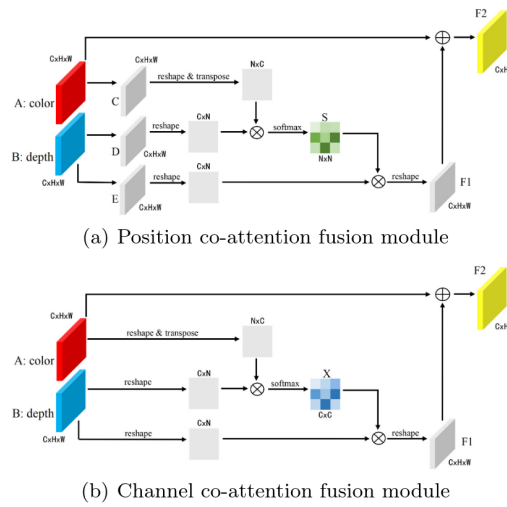 F2
CxHxW
CxHxW
NxC
reshape & transpose
CxH
C
A: color
S
reshape
CxN
softmax
D
CxHxW
NxN
B: depth
CxN
CxHxW
reshape
reshape
F1
E
CxHxW
CxHxW
(a) Position co-attention fusion module
F2
CxHxW
NxC
reshape & transpose
CxH
A: color
X
CxN
reshape
softmax
CxC
B: depth
CxN
CxHxW
reshape
reshape
F1
CxHxW
(b) Channel co-attention fusion module